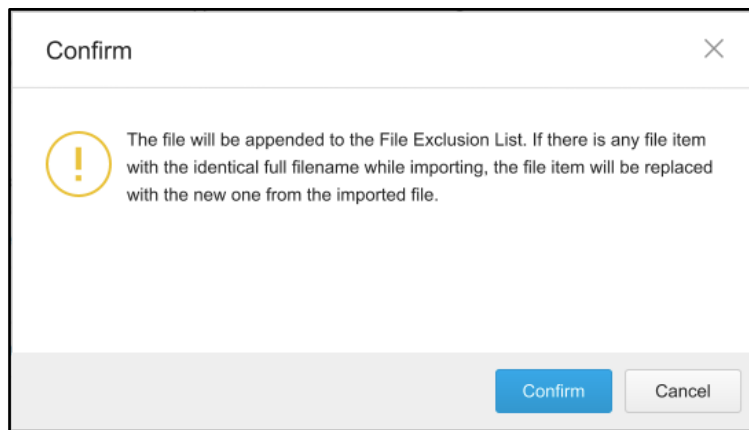 Confirm
The file will be appended to the File Exclusion List. If there is any file item
with the identical full filename while importing, the file item will be replaced
with the new one from the imported file.
Confirm
Cancel